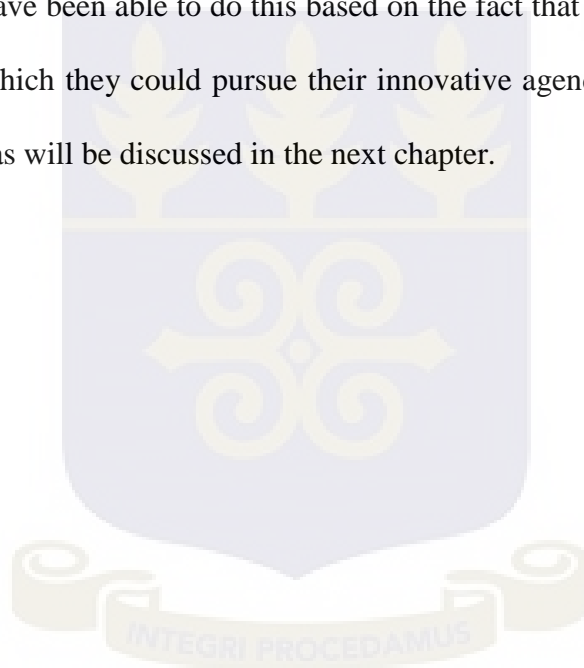 ave been able to do this based on the fact that
hich they could pursue their innovative agen
as will be discussed in the next chapter.
INTEGRI PROCEDAMUS